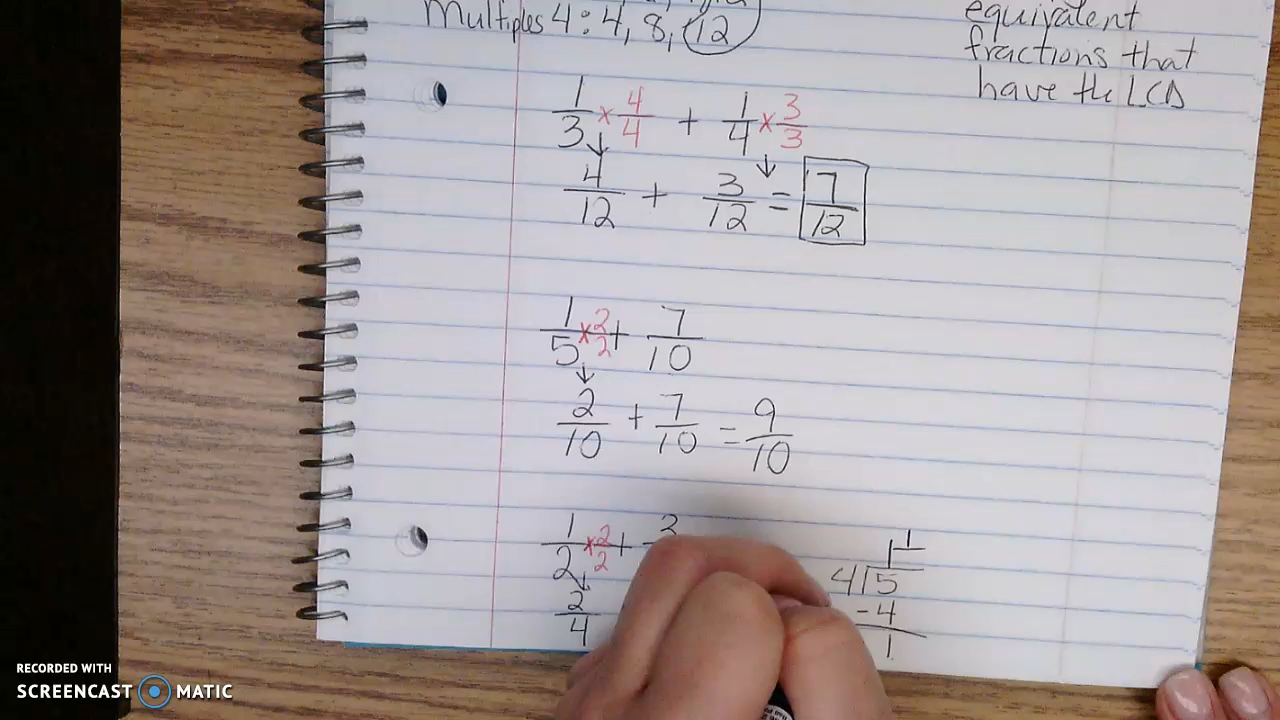 Multiples 4: 4, 8, 12
equivalent
fractions that
have the LCD
1/3 × 4/4 + 1/4 × 3/3
4/12 + 3/12 = 7/12
1/5 × 2/2 + 7/10
2/10 + 7/10 = 9/10
1/2 × 2/2 +
2/4
1 1
4 5
-4
1
RECORDED WITH
SCREENCAST MATIC